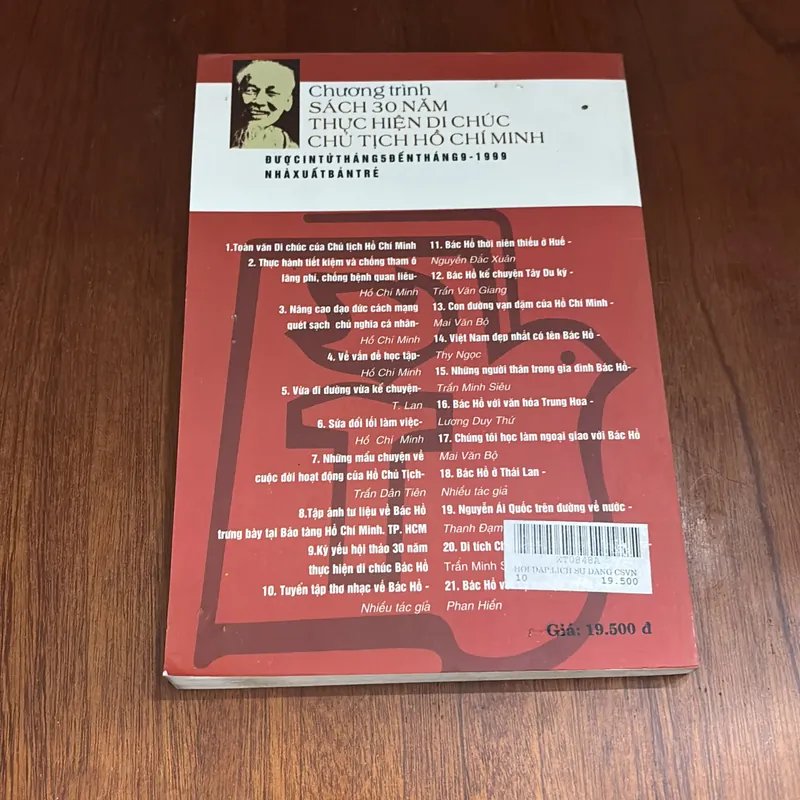 Chương trình
SÁCH 30 NĂM
THỰC HIỆN DI CHÚC
CHỦ TỊCH HỒ CHÍ MINH
ĐƯỢC IN TỪ THÁNG 5 ĐẾN THÁNG 9 - 1999
NHÀ XUẤT BẢN TRẺ
1.Toàn văn Di chúc của Chủ tịch Hồ Chí Minh
2. Thực hành tiết kiệm và chống tham ô
lãng phí, chống bệnh quan liêu-
Hồ Chí Minh
3. Nâng cao đạo đức cách mạng
quét sạch chủ nghĩa cá nhân-
Hồ Chí Minh
4. Về vấn đề học tập-
Hồ Chí Minh
5. Vừa đi đường vừa kể chuyện-
T. Lan
6. Sửa đổi lối làm việc-
Hồ Chí Minh
7. Những mẩu chuyện về
cuộc đời hoạt động của Hồ Chủ Tịch-
Trần Dân Tiên
8.Tập ảnh tư liệu về Bác Hồ
trưng bày tại Bảo tàng Hồ Chí Minh. TP. HCM
9.Kỷ yếu hội thảo 30 năm
thực hiện di chúc Bác Hồ
10. Tuyển tập thơ nhạc về Bác Hồ -
Nhiều tác giả
11. Bác Hồ thời niên thiếu ở Huế -
Nguyễn Đắc Xuân
12. Bác Hồ kể chuyện Tây Du ký -
Trần Văn Giang
13. Con đường vạn dặm của Hồ Chí Minh -
Mai Văn Bộ
14. Việt Nam đẹp nhất có tên Bác Hồ -
Thy Ngọc
15. Những người thân trong gia đình Bác Hồ-
Trần Minh Siêu
16. Bác Hồ với văn hóa Trung Hoa -
Lương Duy Thứ
17. Chúng tôi học làm ngoại giao với Bác Hồ
Mai Văn Bộ
18. Bác Hồ ở Thái Lan -
Nhiều tác giả
19. Nguyễn Ái Quốc trên đường về nước -
Thanh Đạm
20. Di tích
Trần Minh
21. Bác Hồ
Phan Hiền
XT0848A
HOI DAP:LICH SU DANG CSVN
10 19.500
Giá: 19.500 đ